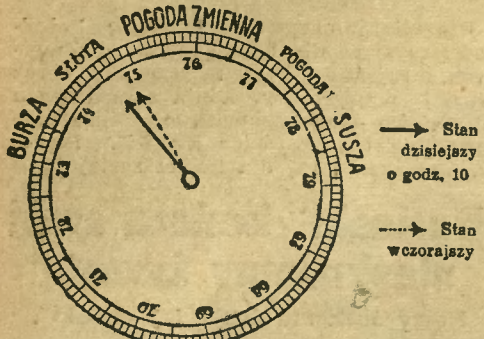 BURZA
SŁOTA
POGODA ZMIENNA
POGODA
SUSZA
75
76
77
78
79
74
73
72
71
70
69
68
Stan
dzisiejszy
o godz. 10
Stan
wczorajszy